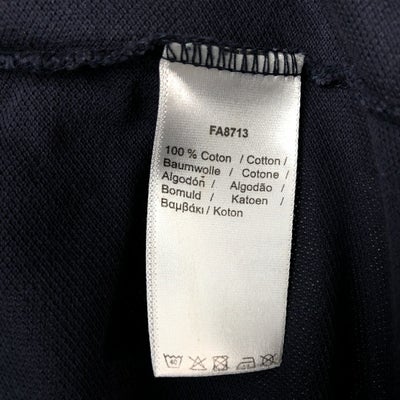 FA8713
100 % Coton / Cotton /
Baumwolle / Cotone /
Algodón / Algodão /
Bomuld / Katoen /
Βαμβάκι / Koton